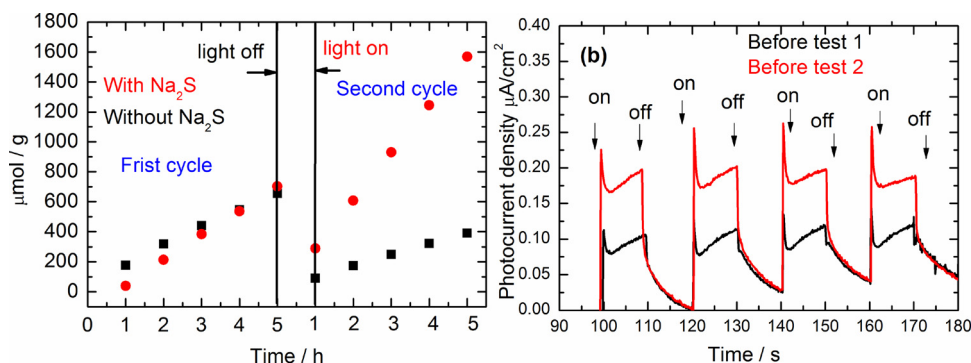 1800
1600
1400
1200
1000
800
600
400
200
0
μmol / g
light off
light on
With Na₂S
Without Na₂S
Second cycle
Frist cycle
0 1 2 3 4 5 1 2 3 4 5
Time / h
0.40
0.35
0.30
0.25
0.20
0.15
0.10
0.05
0.00
Photocurrent density μA/cm²
(b)
Before test 1
Before test 2
on off on off on off on off
90 100 110 120 130 140 150 160 170 180
Time / s